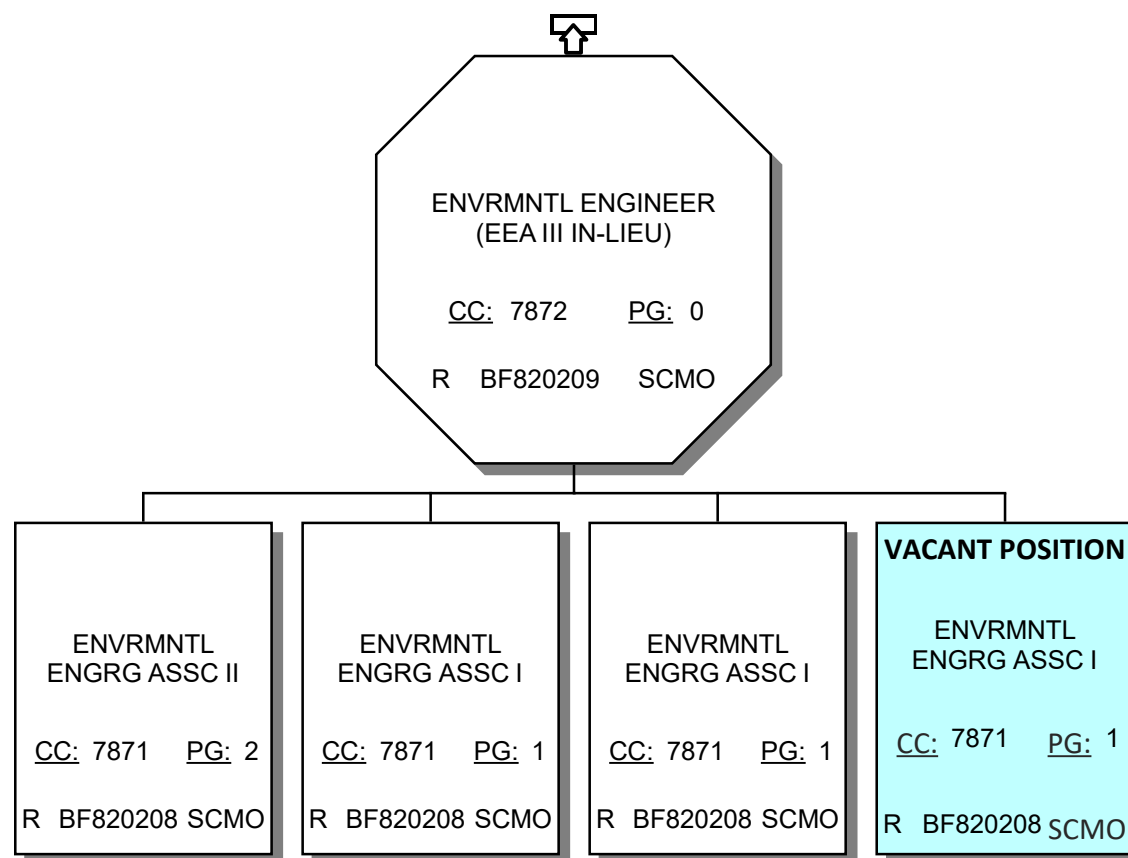 ENVRMNTL ENGINEER
(EEA III IN-LIEU)
CC: 7872 PG: 0
R BF820209 SCMO
ENVRMNTL
ENGRG ASSC II
CC: 7871 PG: 2
R BF820208 SCMO
ENVRMNTL
ENGRG ASSC I
CC: 7871 PG: 1
R BF820208 SCMO
ENVRMNTL
ENGRG ASSC I
CC: 7871 PG: 1
R BF820208 SCMO
VACANT POSITION
ENVRMNTL
ENGRG ASSC I
CC: 7871 PG: 1
R BF820208 SCMO